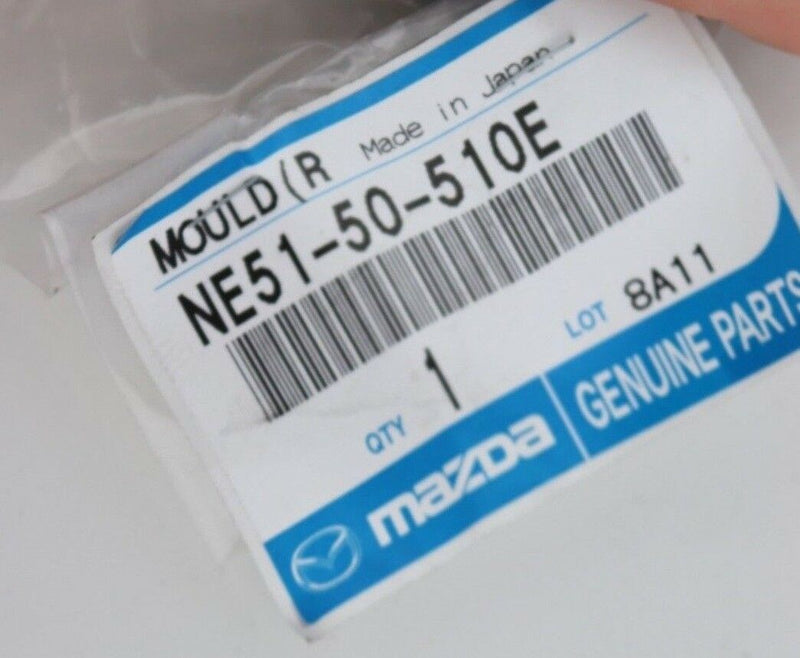 MOULD(R Made in Japan
NE51-50-510E
QTY 1 LOT 8A11
mazda GENUINE PARTS